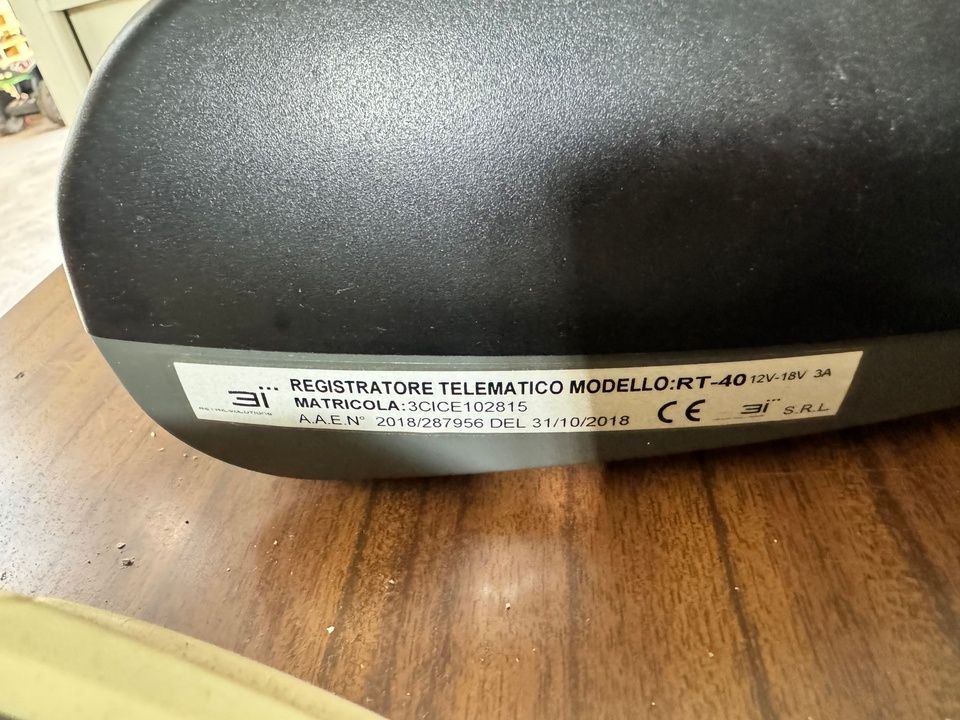 3i
REGISTRATORE TELEMATICO MODELLO:RT-40 12V-18V 3A
MATRICOLA:3CICE102815
A.A.E.N° 2018/287956 DEL 31/10/2018
CE
3i S.R.L